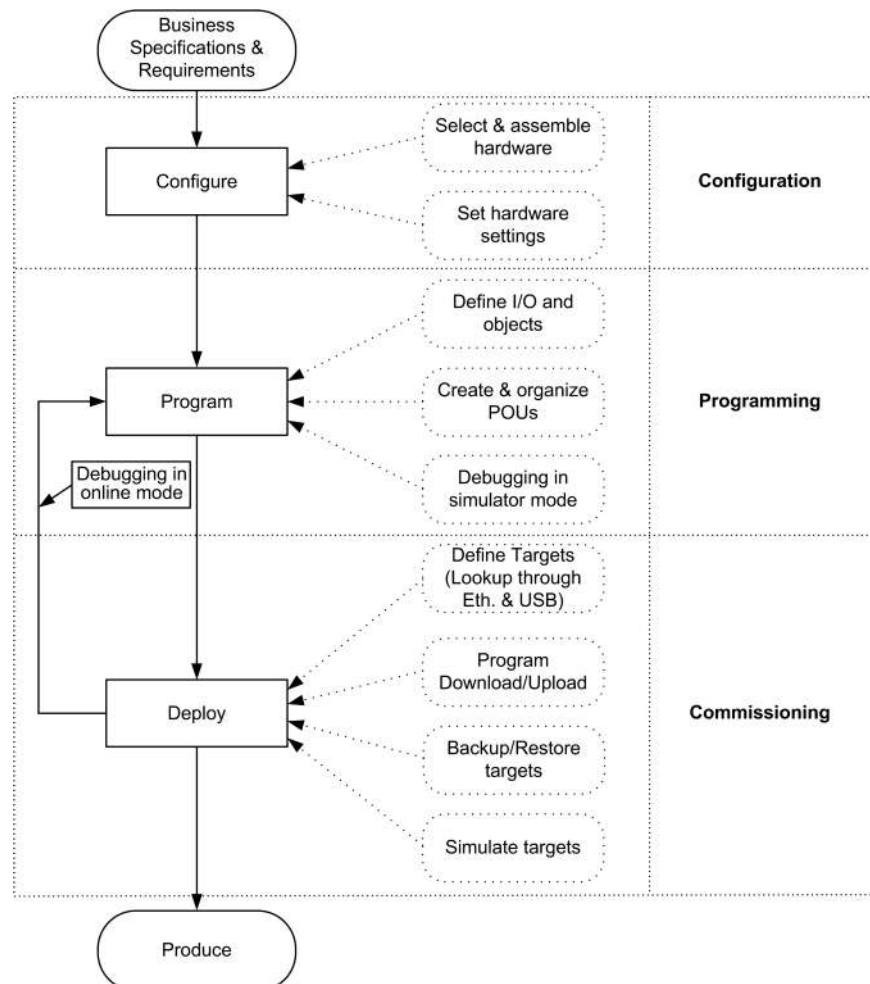 Business
Specifications &
Requirements
Select & assemble
hardware
Configure
Configuration
Set hardware
settings
Define I/O and
objects
Program
Create & organize
POUs
Programming
Debugging in
online mode
Debugging in
simulator mode
Define Targets
(Lookup through
Eth. & USB)
Program
Download/Upload
Deploy
Commissioning
Backup/Restore
targets
Simulate targets
Produce